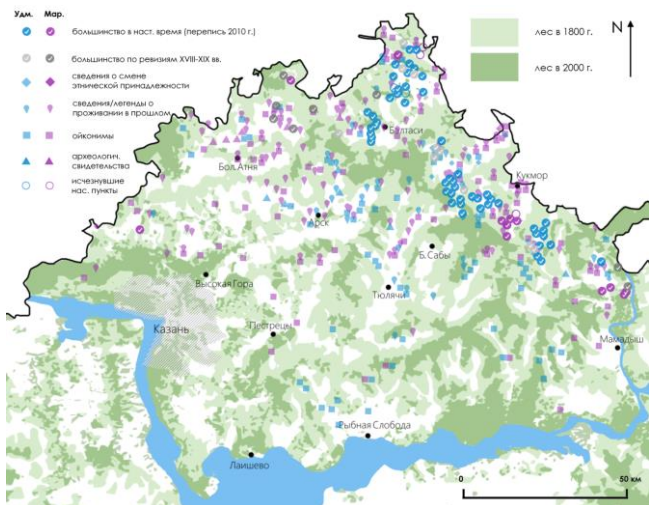 Удм. Мар.
большинство в наст. время (перепись 2010 г.)
большинство по ревизиям XVIII-XIX вв.
сведения о смене
этнической принадлежности
сведения/легенды о
проживании в прошлом
ойконимы
археологич.
свидетельства
исчезнувшие
нас. пункты
лес в 1800 г.
лес в 2000 г.
N
Балтаси
Бол. Атня
Кукмор
Арск
Б. Сабы
Высокая Гора
Тюлячи
Казань
Пестрецы
Мамадыш
Рыбная Слобода
Лаишево
0
50 км